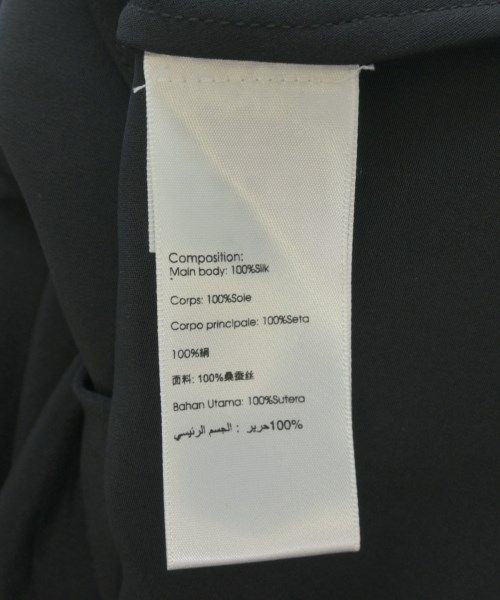 Composition:
Main body: 100%Silk
Corps: 100%Soie
Corpo principale: 100%Seta
100%絹
面料: 100%桑蚕丝
Bahan Utama: 100%Sutera
100%حرير : الجسم الرئيسي